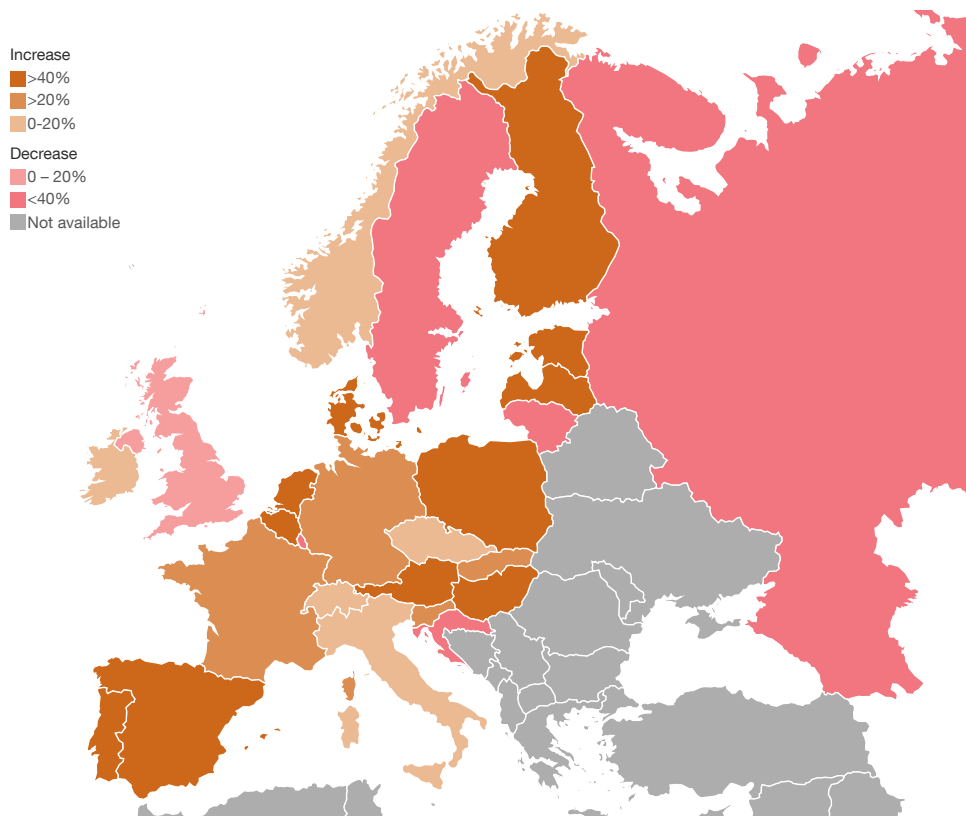 Increase
>40%
>20%
0-20%
Decrease
0 – 20%
<40%
Not available